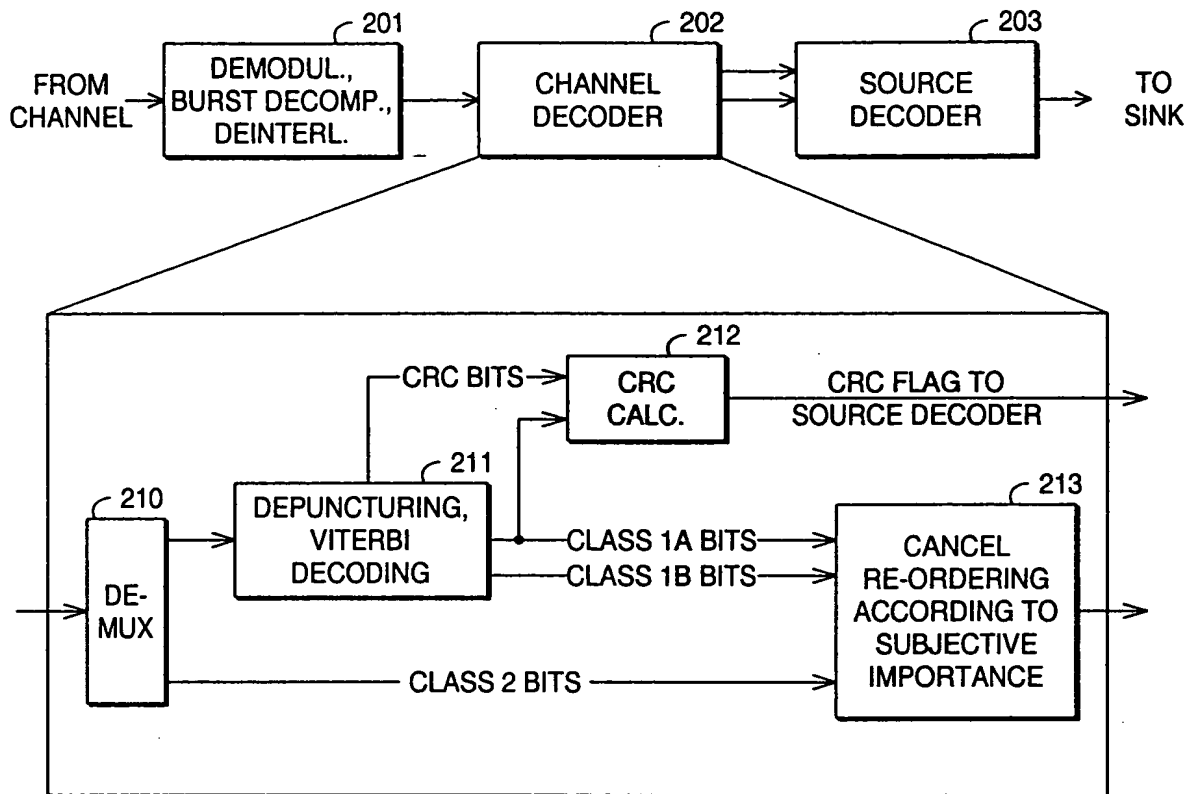 201
202
203
FROM
CHANNEL
DEMODUL.,
BURST DECOMP.,
DEINTERL.
CHANNEL
DECODER
SOURCE
DECODER
TO
SINK
212
CRC BITS
CRC
CALC.
CRC FLAG TO
SOURCE DECODER
210
211
213
DE-
MUX
DEPUNCTURING,
VITERBI
DECODING
CLASS 1A BITS
CLASS 1B BITS
CLASS 2 BITS
CANCEL
RE-ORDERING
ACCORDING TO
SUBJECTIVE
IMPORTANCE